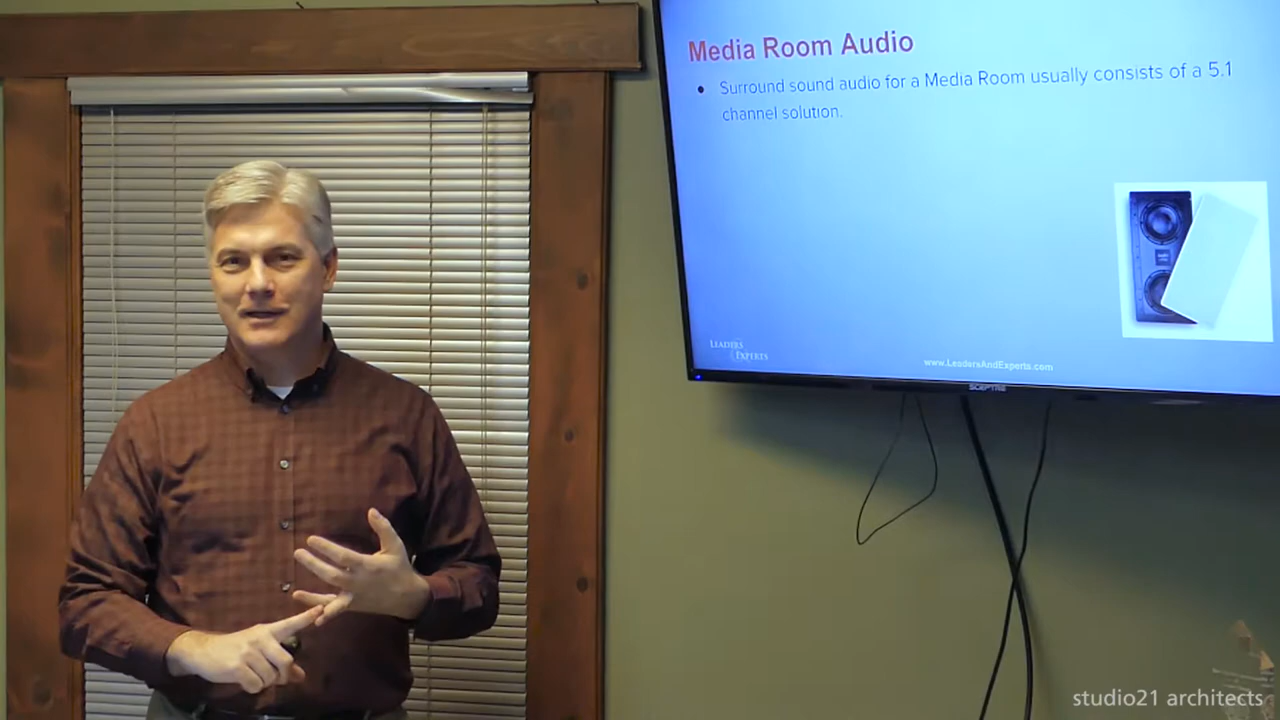 Media Room Audio
• Surround sound audio for a Media Room usually consists of a 5.1
channel solution.
LEADERS
EXPERTS
www.LeadersAndExperts.com
SCEPTRE
studio21 architects